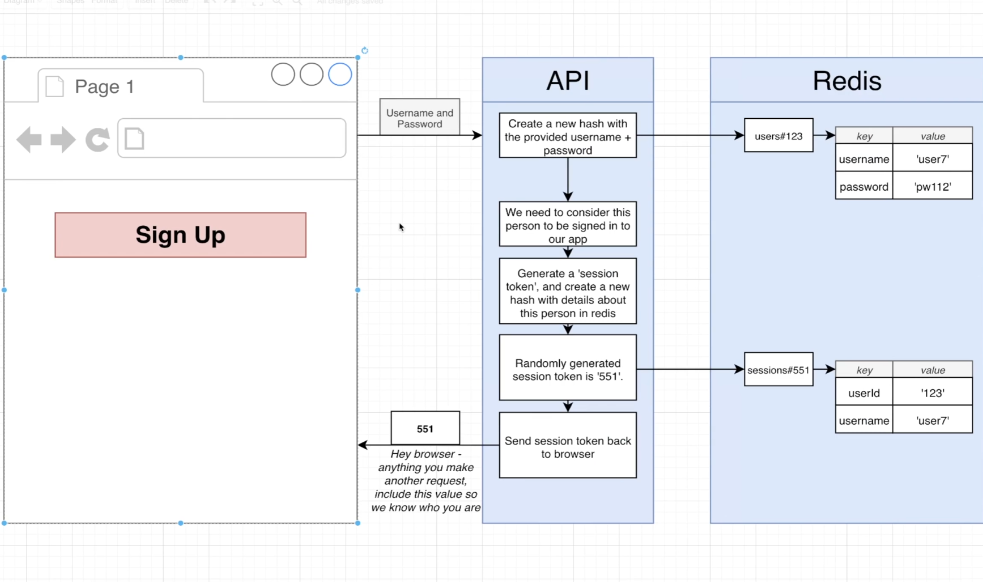 Page 1
Sign Up
Username and
Password
API
Create a new hash with
the provided username +
password
We need to consider this
person to be signed in to
our app
Generate a 'session
token', and create a new
hash with details about
this person in redis
Randomly generated
session token is '551'.
Send session token back
to browser
551
Hey browser -
anything you make
another request,
include this value so
we know who you are
Redis
users#123
key value
username 'user7'
password 'pw112'
sessions#551
key value
userId '123'
username 'user7'